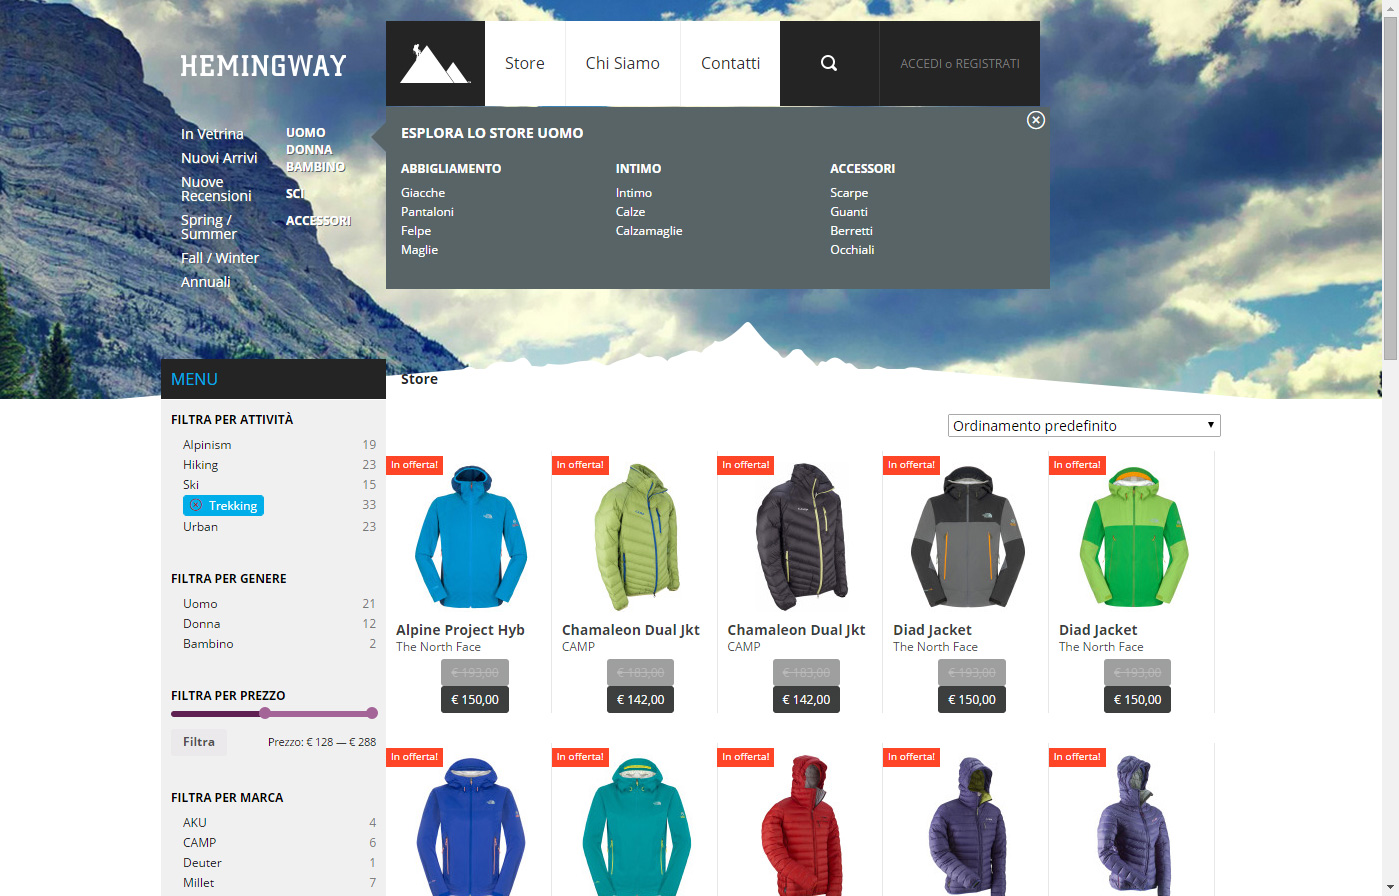 HEMINGWAY
Store
Chi Siamo
Contatti
ACCEDI o REGISTRATI
In Vetrina
Nuovi Arrivi
Nuove
Recensioni
Spring /
Summer
Fall / Winter
Annuali
UOMO
DONNA
BAMBINO
SCI
ACCESSORI
ESPLORA LO STORE UOMO
ABBIGLIAMENTO
Giacche
Pantaloni
Felpe
Maglie
INTIMO
Intimo
Calze
Calzamaglie
ACCESSORI
Scarpe
Guanti
Berretti
Occhiali
MENU
FILTRA PER ATTIVITÀ
Alpinism 19
Hiking 23
Ski 15
Trekking 33
Urban 23
FILTRA PER GENERE
Uomo 21
Donna 12
Bambino 2
FILTRA PER PREZZO
Filtra Prezzo: € 128 — € 288
FILTRA PER MARCA
AKU 4
CAMP 6
Deuter 1
Millet 7
Store
Ordinamento predefinito
In offerta!
Alpine Project Hyb
The North Face
€ 193,00
€ 150,00
In offerta!
Chamaleon Dual Jkt
CAMP
€ 183,00
€ 142,00
In offerta!
Chamaleon Dual Jkt
CAMP
€ 183,00
€ 142,00
In offerta!
Diad Jacket
The North Face
€ 193,00
€ 150,00
In offerta!
Diad Jacket
The North Face
€ 193,00
€ 150,00
In offerta!
In offerta!
In offerta!
In offerta!
In offerta!